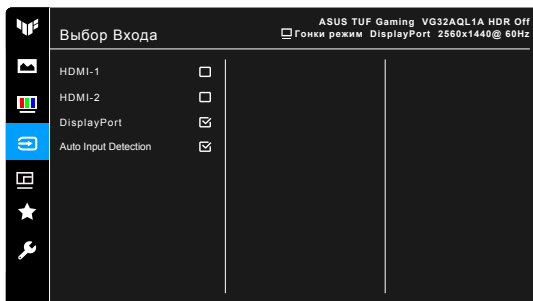 ASUS TUF Gaming VG32AQL1A HDR Off
Выбор Входа
Гонки режим DisplayPort 2560x1440@ 60Hz
HDMI-1
HDMI-2
DisplayPort
Auto Input Detection